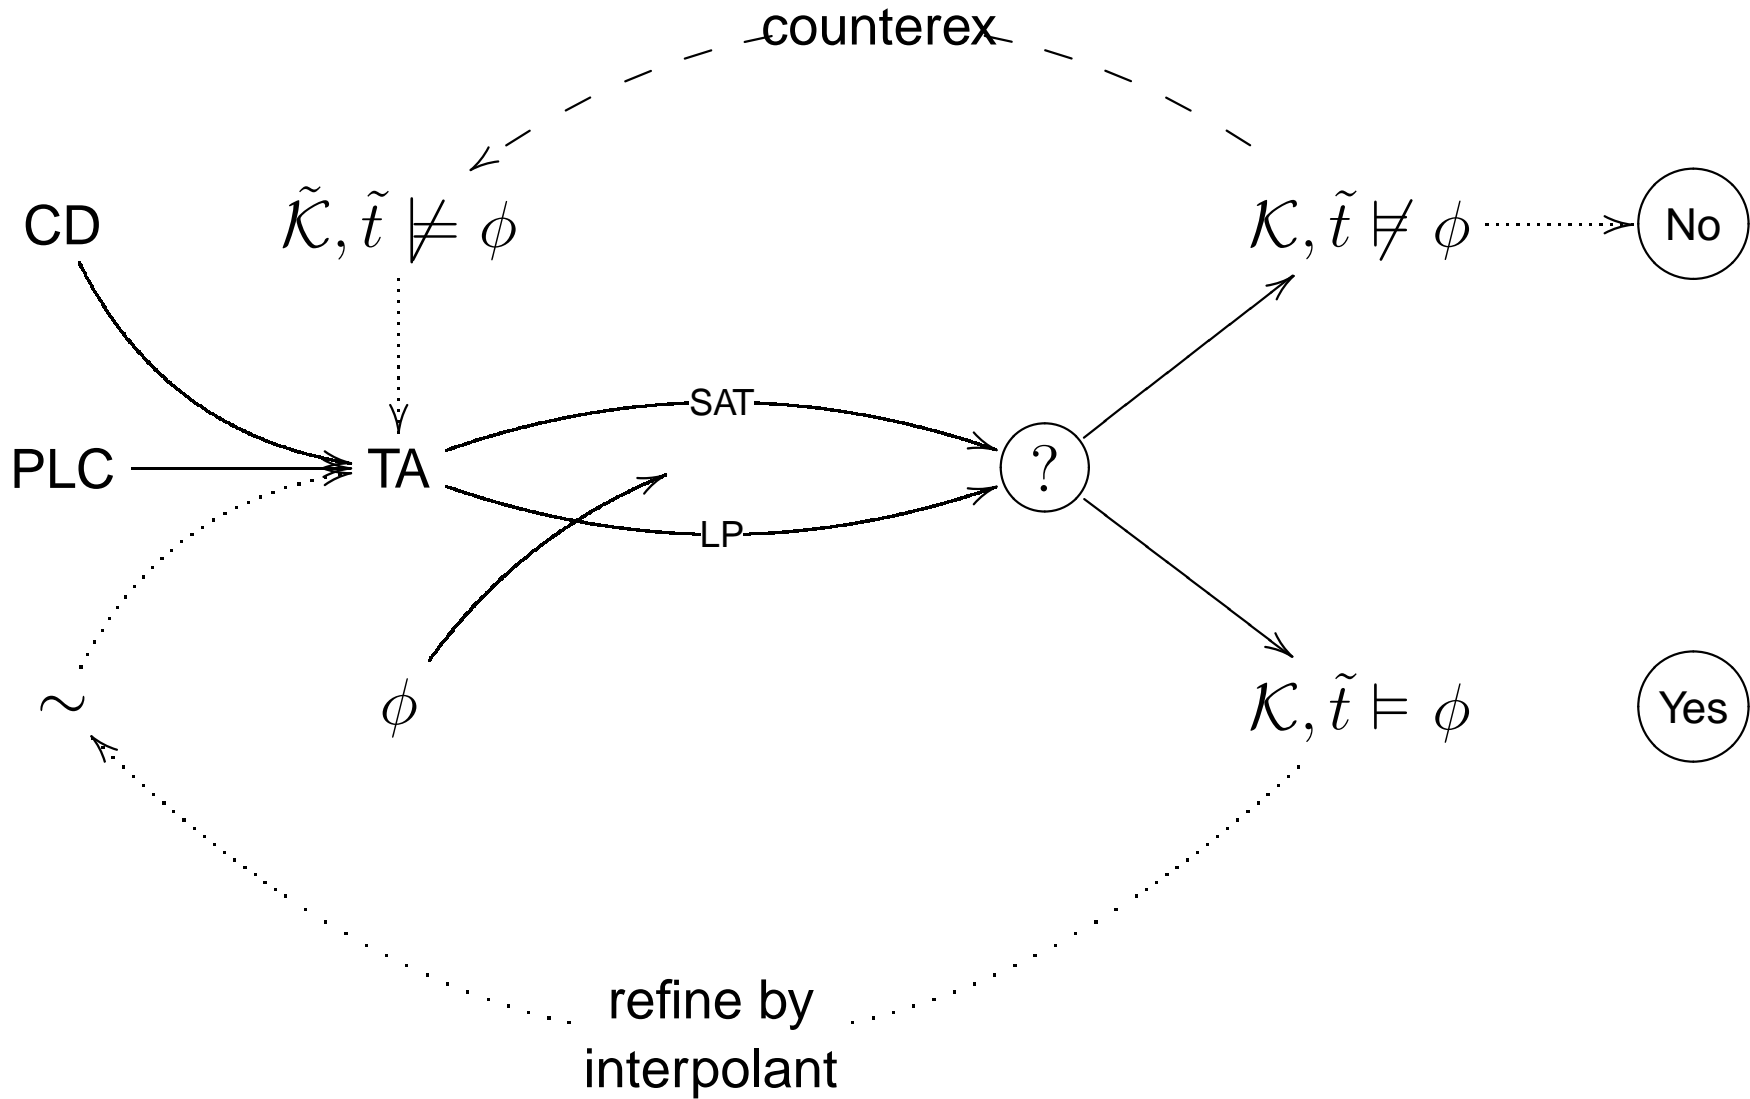 counterex
CD
𝒦̃, t̃ ⊭ ϕ
𝒦, t̃ ⊭ ϕ
No
SAT
PLC
TA
?
LP
∼
ϕ
𝒦, t̃ ⊨ ϕ
Yes
refine by
interpolant